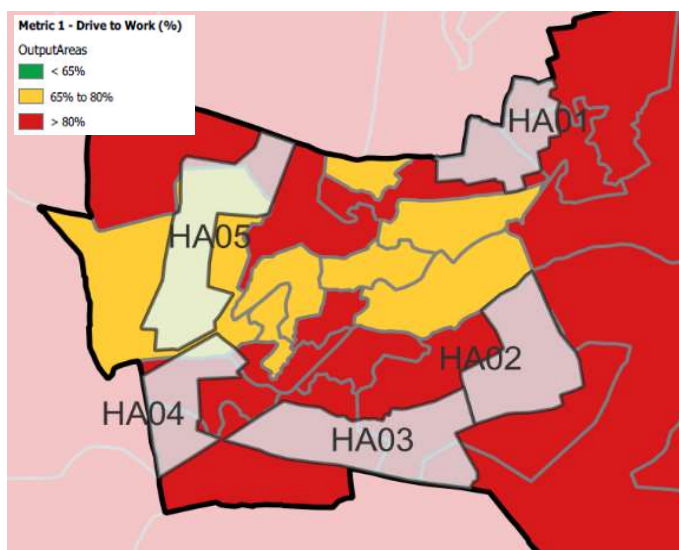 Metric 1 - Drive to Work (%)
OutputAreas
< 65%
65% to 80%
> 80%
HA01
HA05
HA02
HA04
HA03